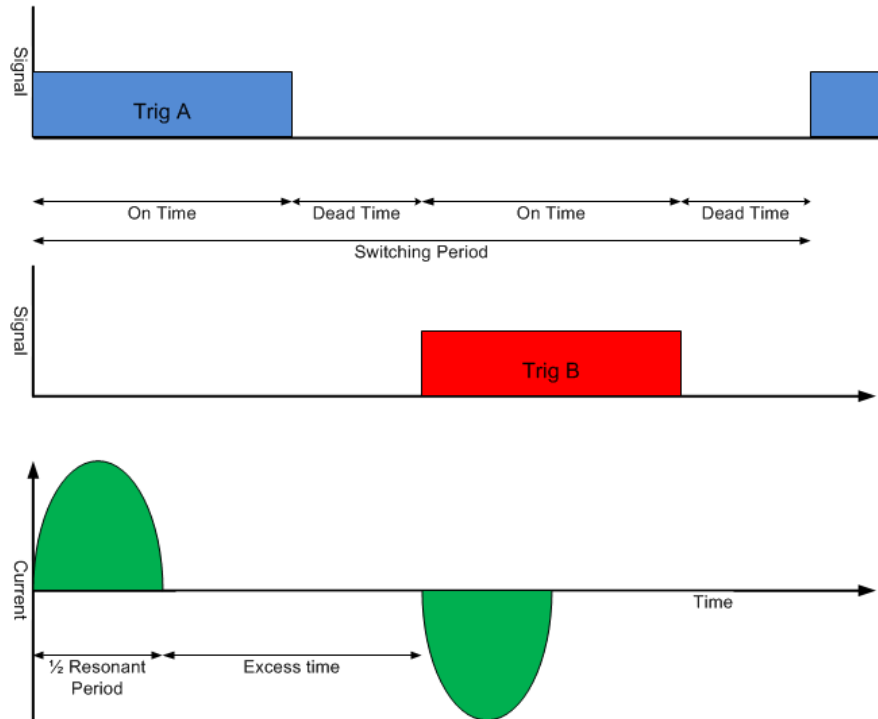 Signal
Trig A
On Time
Dead Time
On Time
Dead Time
Switching Period
Signal
Trig B
Current
Time
½ Resonant
Period
Excess time